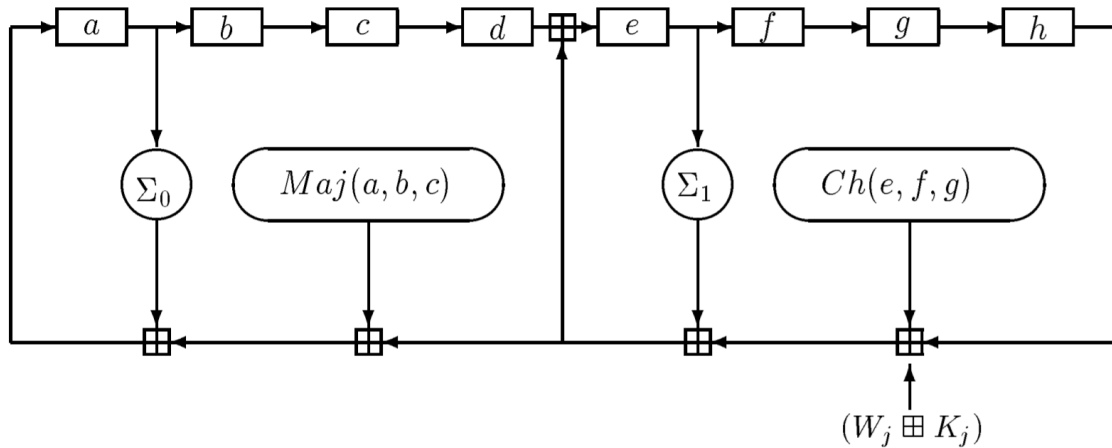 a b c d e f g h
Σ₀ Maj(a, b, c) Σ₁ Ch(e, f, g)
(Wⱼ ⊞ Kⱼ)